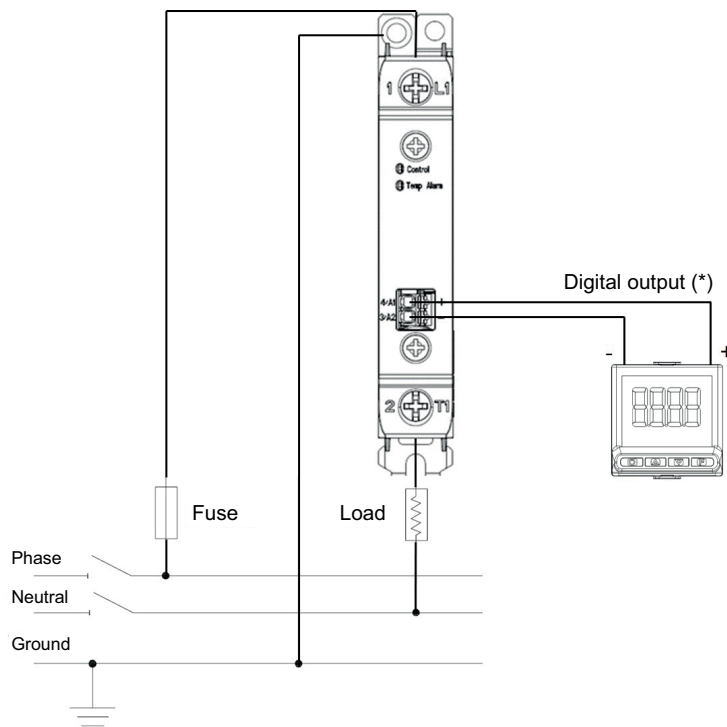 1 L1
Control
Temp Alarm
Digital output (*)
4/A1 +
3/A2 -
- +
2 T1
Fuse
Load
Phase
Neutral
Ground